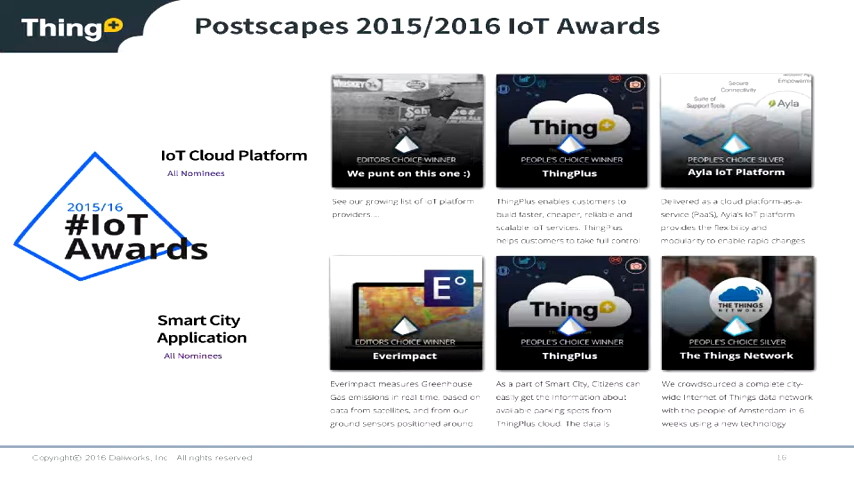 Thing+
Postscapes 2015/2016 IoT Awards
2015/16
#IoT
Awards
IoT Cloud Platform
All Nominees
WHISKEY
EDITORS CHOICE WINNER
We punt on this one :)
See our growing list of IoT platform
providers....
Thing+
PEOPLE'S CHOICE WINNER
ThingPlus
ThingPlus enables customers to
build faster, cheaper, reliable and
scalable IoT services. ThingPlus
helps customers to take full control
Secure
Connectivity
Suite of
Support Tools
Ayla
PEOPLE'S CHOICE SILVER
Ayla IoT Platform
Delivered as a cloud platform-as-a-
service (PaaS), Ayla's IoT platform
provides the flexibility and
modularity to enable rapid changes
Smart City
Application
All Nominees
E°
EDITORS CHOICE WINNER
Everimpact
Everimpact measures Greenhouse
Gas emissions in real time, based on
data from satellites, and from our
ground sensors positioned around
Thing+
PEOPLE'S CHOICE WINNER
ThingPlus
As a part of Smart City, Citizens can
easily get the information about
available parking spots from
ThingPlus cloud. The data is
THE THINGS
NETWORK
PEOPLE'S CHOICE SILVER
The Things Network
We crowdsourced a complete city-
wide Internet of Things data network
with the people of Amsterdam in 6
weeks using a new technology
Copyright© 2016 Daliworks, Inc All rights reserved
16